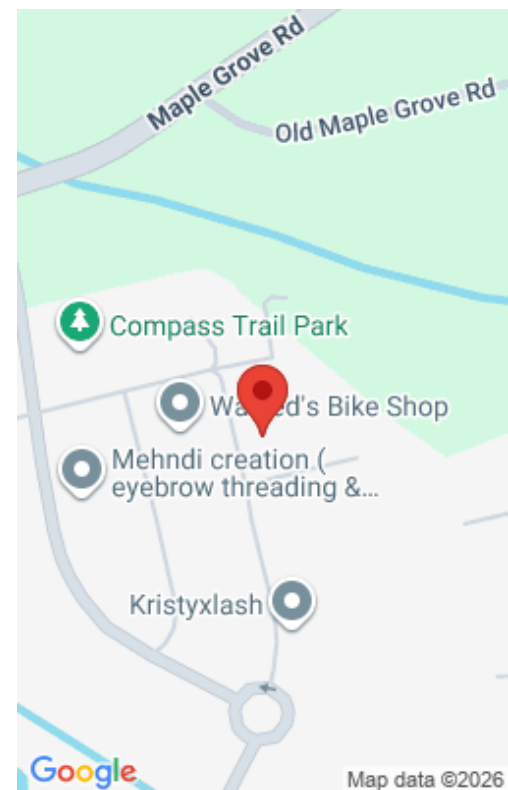 Maple Grove Rd
Old Maple Grove Rd
Compass Trail Park
Bike Shop
Mehndi creation (
eyebrow threading &...
Kristyxlash
Google
Map data ©2026